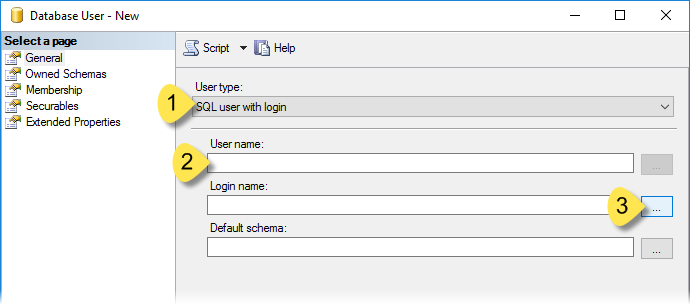 Database User - New
Select a page
General
Owned Schemas
Membership
Securables
Extended Properties
Script Help
User type:
1 SQL user with login
User name:
2 ...
Login name:
3 ...
Default schema:
...